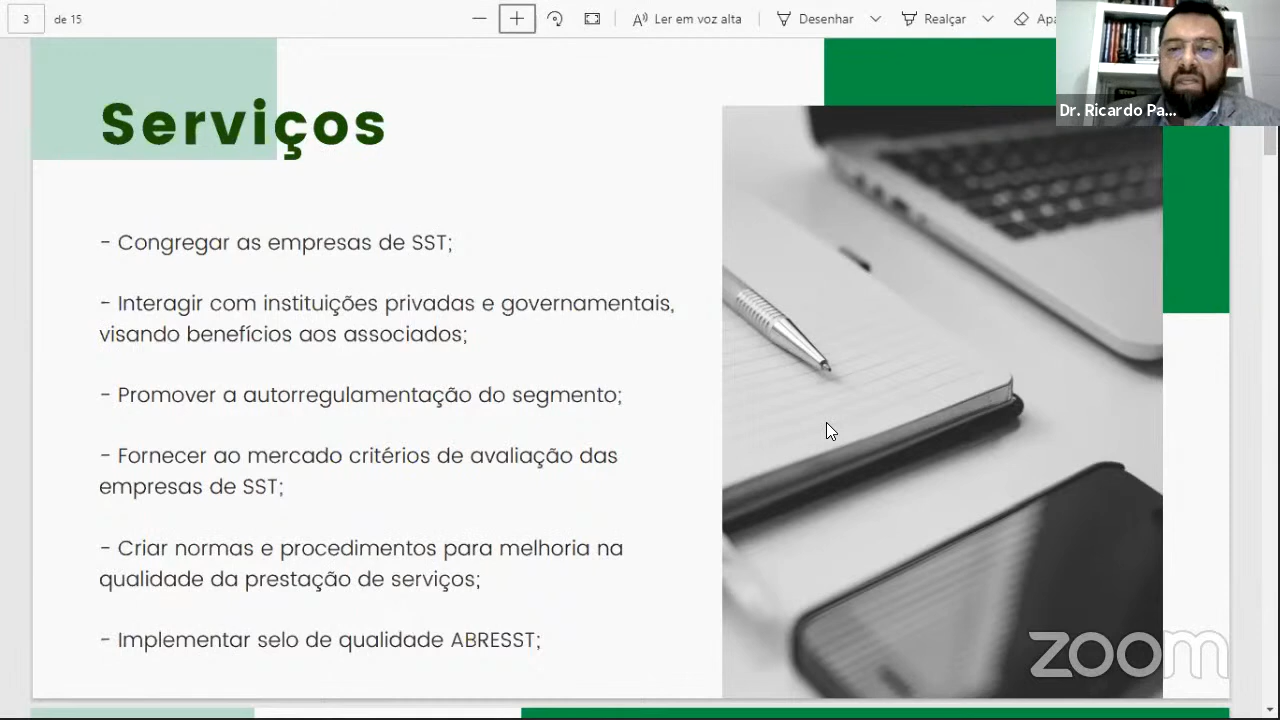 3 de 15 Ler em voz alta Desenhar Realçar
Dr. Ricardo Pa...
Serviços
- Congregar as empresas de SST;
- Interagir com instituições privadas e governamentais,
visando benefícios aos associados;
- Promover a autorregulamentação do segmento;
- Fornecer ao mercado critérios de avaliação das
empresas de SST;
- Criar normas e procedimentos para melhoria na
qualidade da prestação de serviços;
- Implementar selo de qualidade ABRESST;
zoom